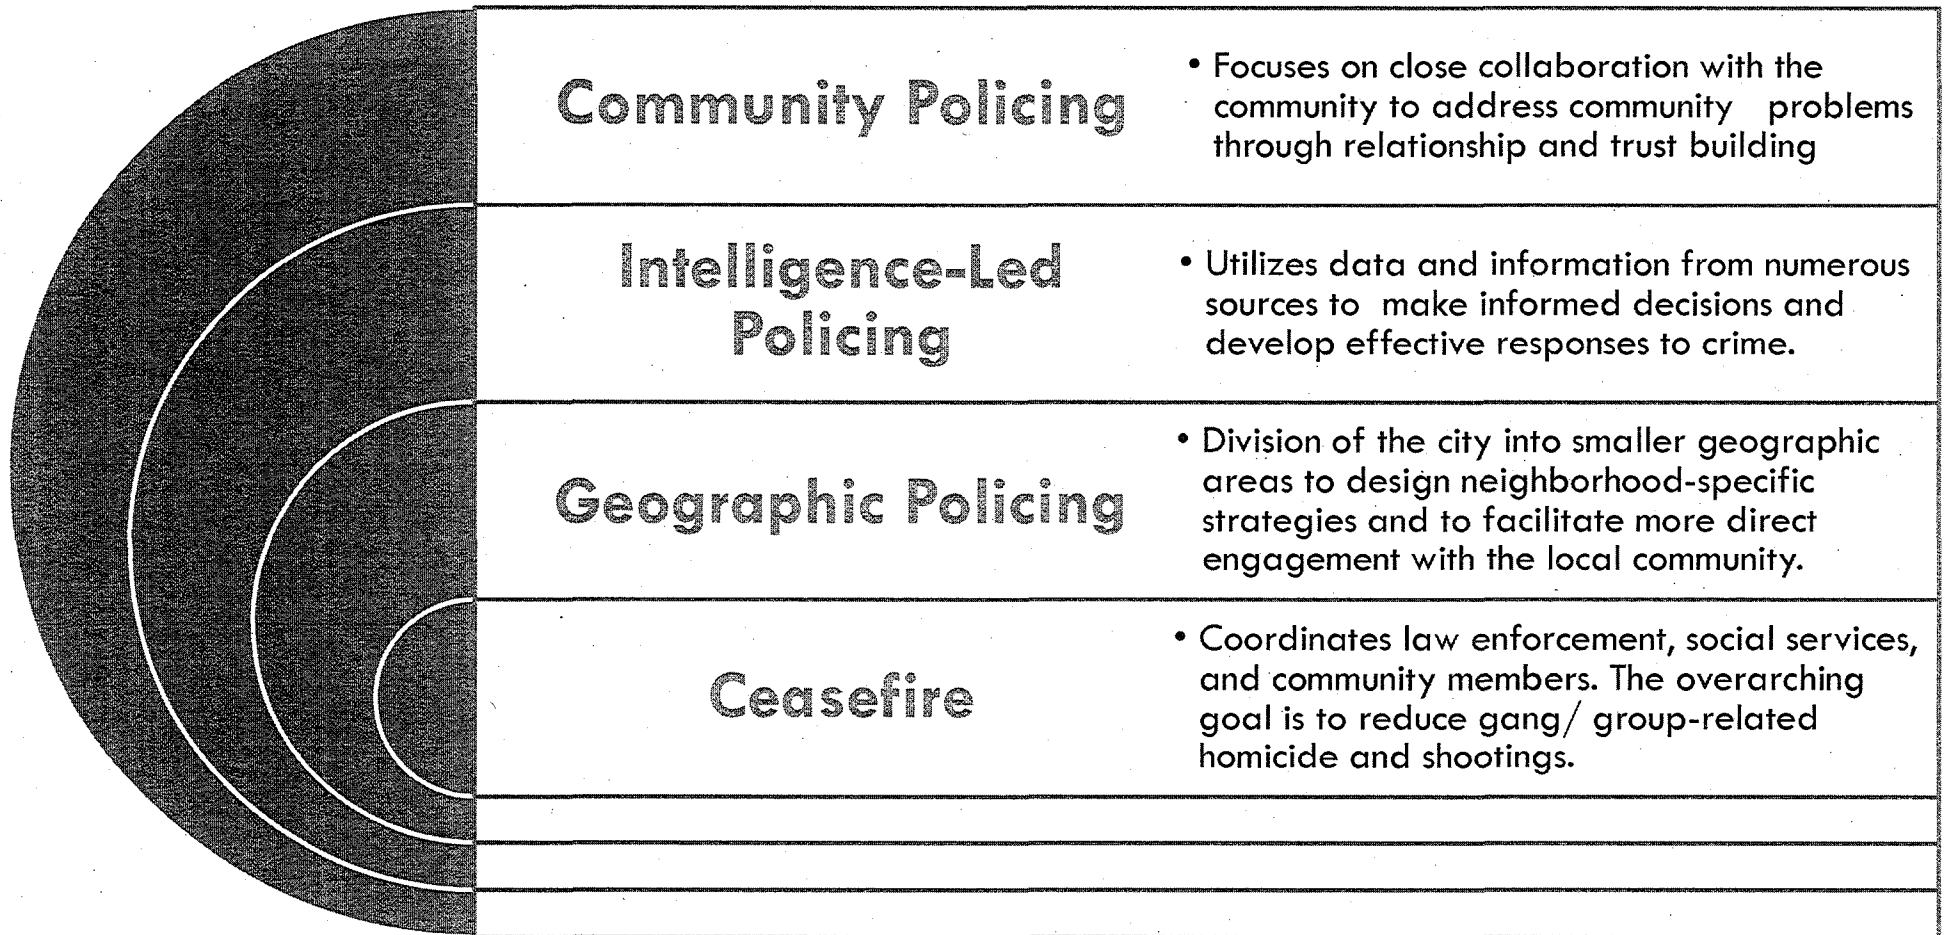 Community Policing
• Focuses on close collaboration with the
community to address community problems
through relationship and trust building
Intelligence-Led
Policing
• Utilizes data and information from numerous
sources to make informed decisions and
develop effective responses to crime.
Geographic Policing
• Division of the city into smaller geographic
areas to design neighborhood-specific
strategies and to facilitate more direct
engagement with the local community.
Ceasefire
• Coordinates law enforcement, social services,
and community members. The overarching
goal is to reduce gang/ group-related
homicide and shootings.